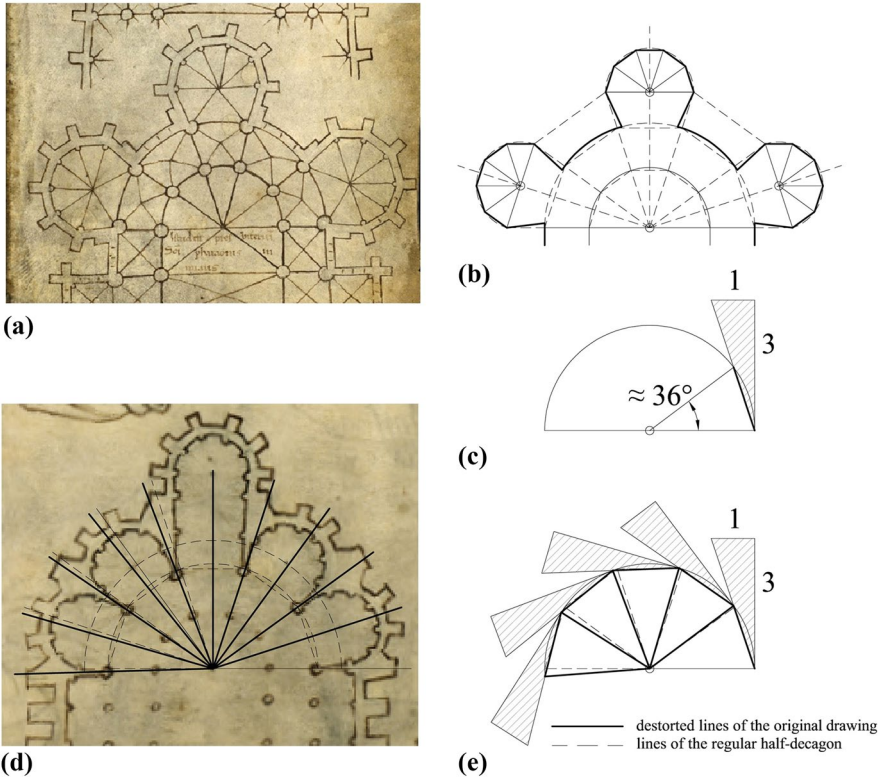 (a)
(b)
1
3
≈ 36°
(c)
(d)
1
3
destorted lines of the original drawing
lines of the regular half-decagon
(e)